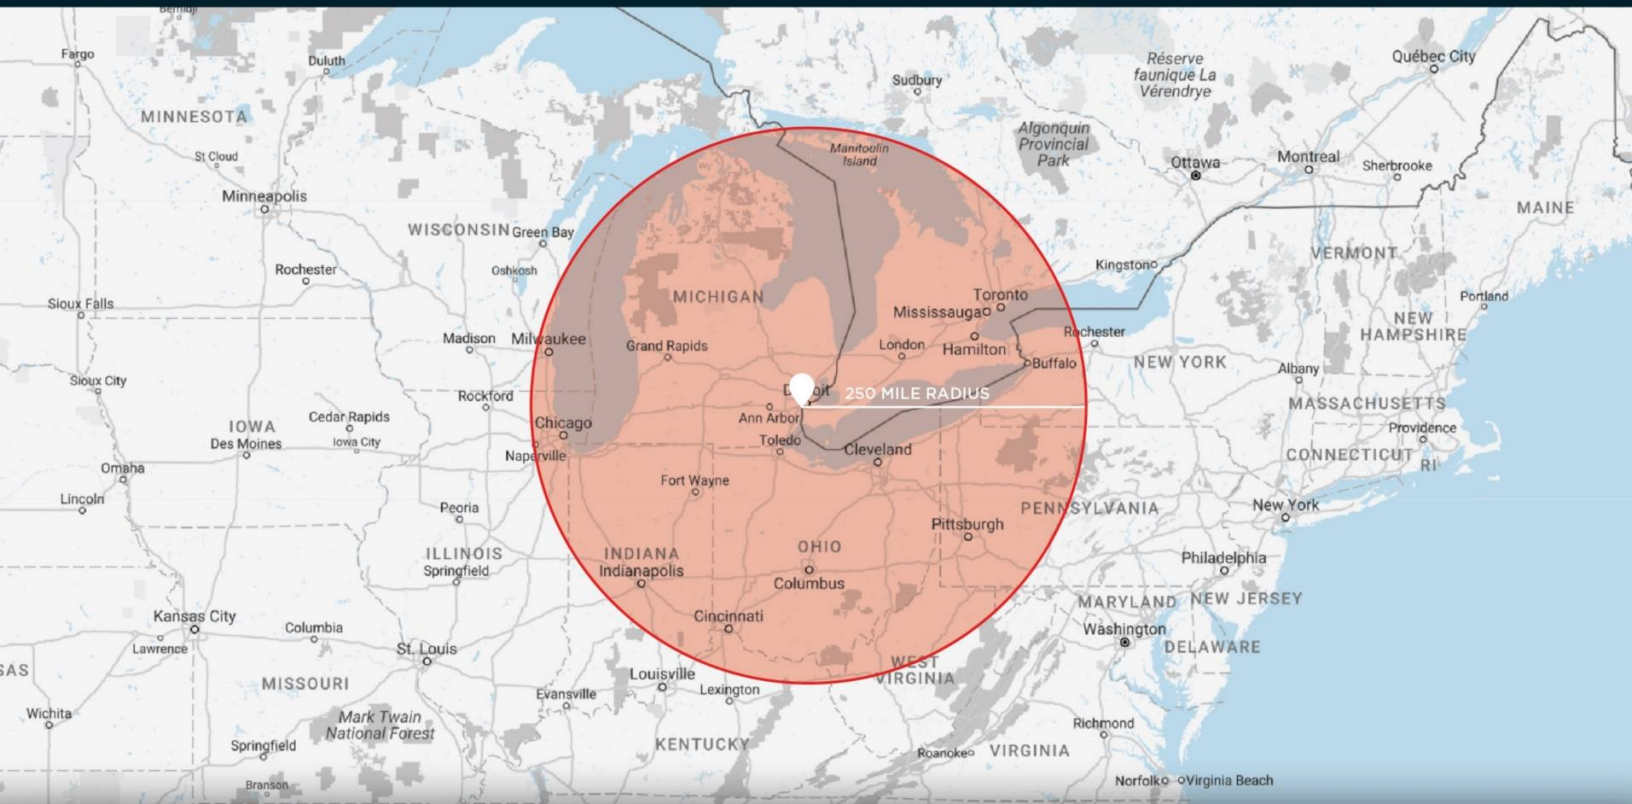 Bemidji
Fargo
Duluth
Sudbury
Réserve
faunique La
Vérendrye
Québec City
MINNESOTA
Algonquin
Provincial
Park
Manitoulin
Island
St Cloud
Ottawa
Montreal
Sherbrooke
Minneapolis
MAINE
WISCONSIN
Green Bay
VERMONT
Rochester
Oshkosh
Kingston
Sioux Falls
MICHIGAN
Toronto
Mississauga
Portland
NEW
HAMPSHIRE
Madison
Milwaukee
Grand Rapids
London
Hamilton
Rochester
Buffalo
NEW YORK
Albany
Sioux City
Rockford
Detroit
250 MILE RADIUS
MASSACHUSETTS
IOWA
Cedar Rapids
Des Moines
Iowa City
Chicago
Ann Arbor
Toledo
Cleveland
Providence
CONNECTICUT
RI
Naperville
Omaha
Lincoln
Fort Wayne
Peoria
PENNSYLVANIA
New York
Pittsburgh
ILLINOIS
Springfield
INDIANA
Indianapolis
OHIO
Columbus
Philadelphia
MARYLAND
NEW JERSEY
Kansas City
Columbia
Cincinnati
Washington
Lawrence
St. Louis
DELAWARE
SAS
MISSOURI
Louisville
WEST
VIRGINIA
Evansville
Lexington
Wichita
Mark Twain
National Forest
Richmond
Springfield
KENTUCKY
Roanoke
VIRGINIA
Branson
Norfolk
Virginia Beach